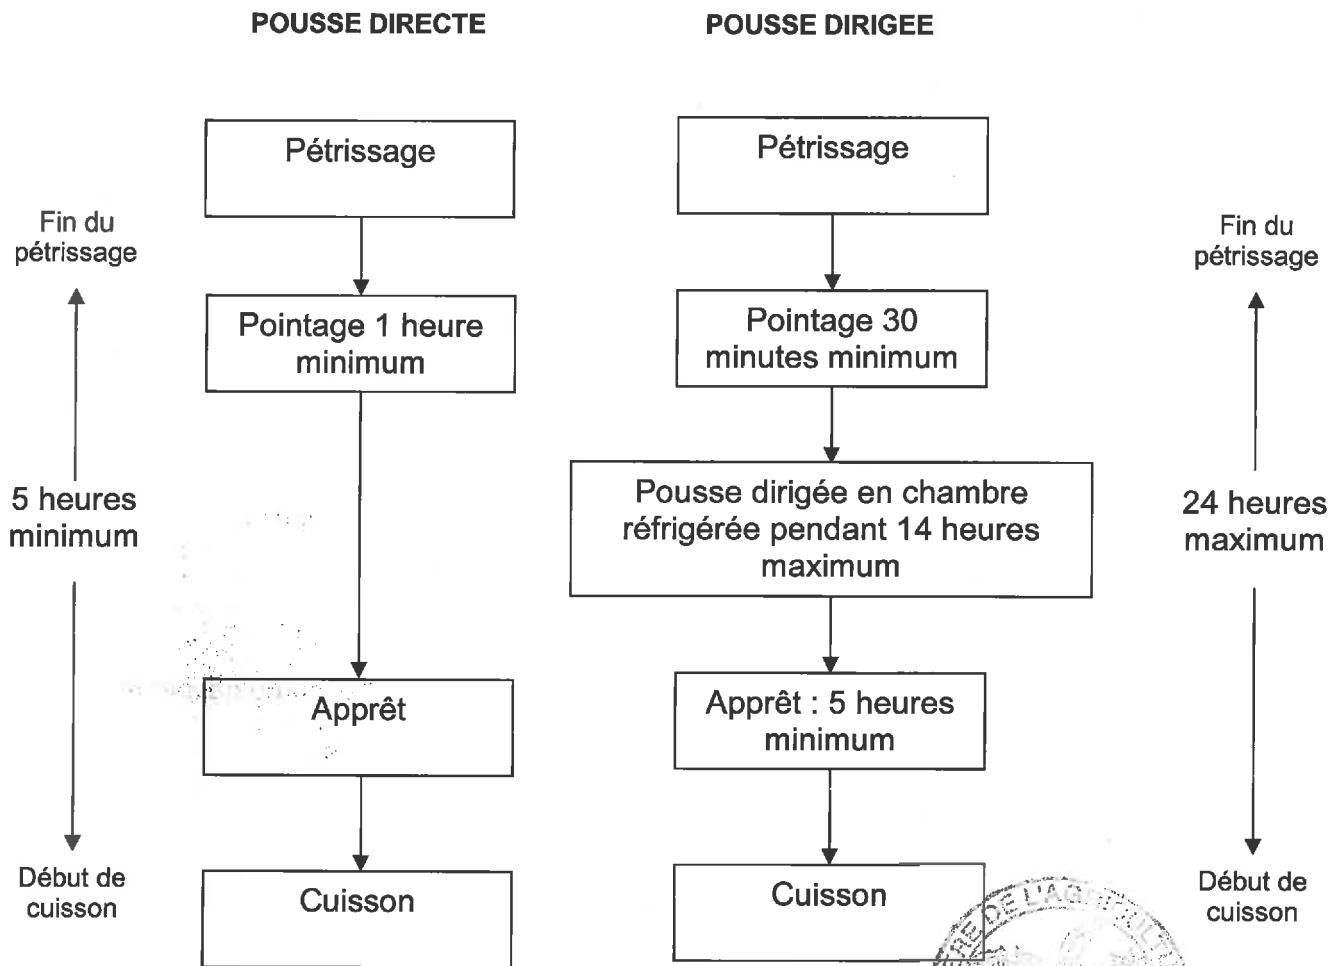 POUSSE DIRECTE
POUSSE DIRIGEE
Fin du
pétrissage
5 heures
minimum
Début de
cuisson
Pétrissage
Pointage 1 heure
minimum
Apprêt
Cuisson
Pétrissage
Pointage 30
minutes minimum
Pousse dirigée en chambre
réfrigérée pendant 14 heures
maximum
Apprêt : 5 heures
minimum
Cuisson
Fin du
pétrissage
24 heures
maximum
Début de
cuisson
DE L'AGRICULTU